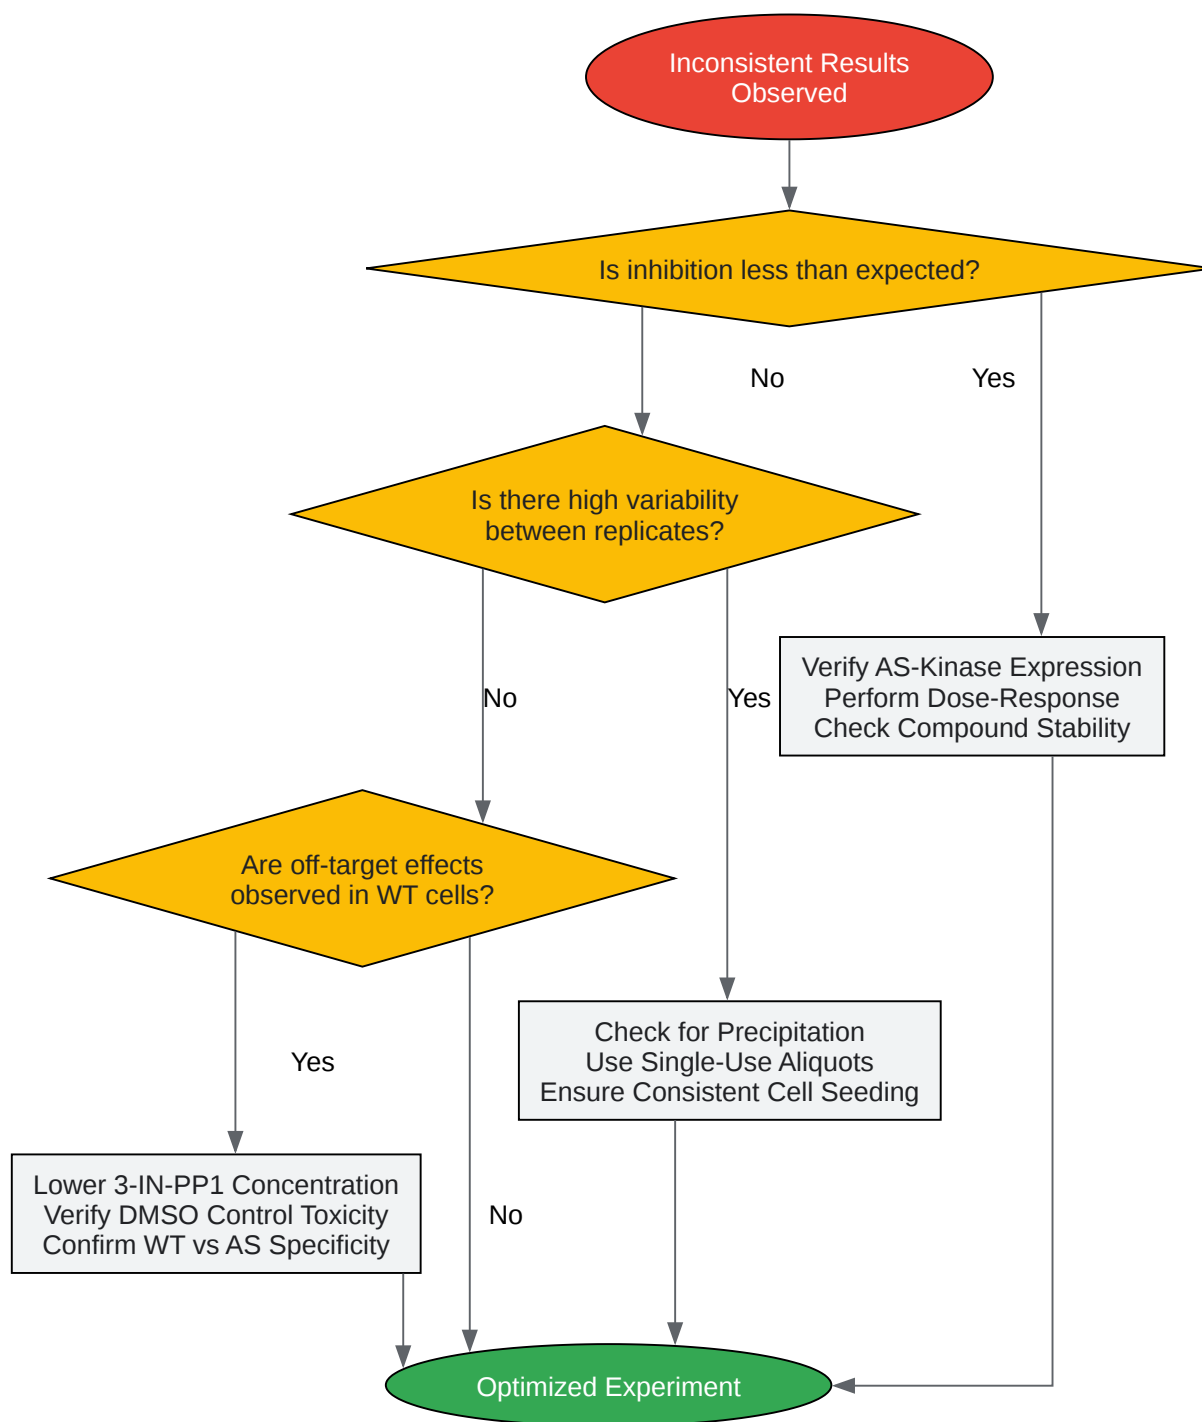 Inconsistent Results
Observed
Is inhibition less than expected?
No
Yes
Is there high variability
between replicates?
Verify AS-Kinase Expression
Perform Dose-Response
Check Compound Stability
No
Yes
Are off-target effects
observed in WT cells?
Check for Precipitation
Use Single-Use Aliquots
Ensure Consistent Cell Seeding
Yes
Lower 3-IN-PP1 Concentration
Verify DMSO Control Toxicity
Confirm WT vs AS Specificity
No
Optimized Experiment